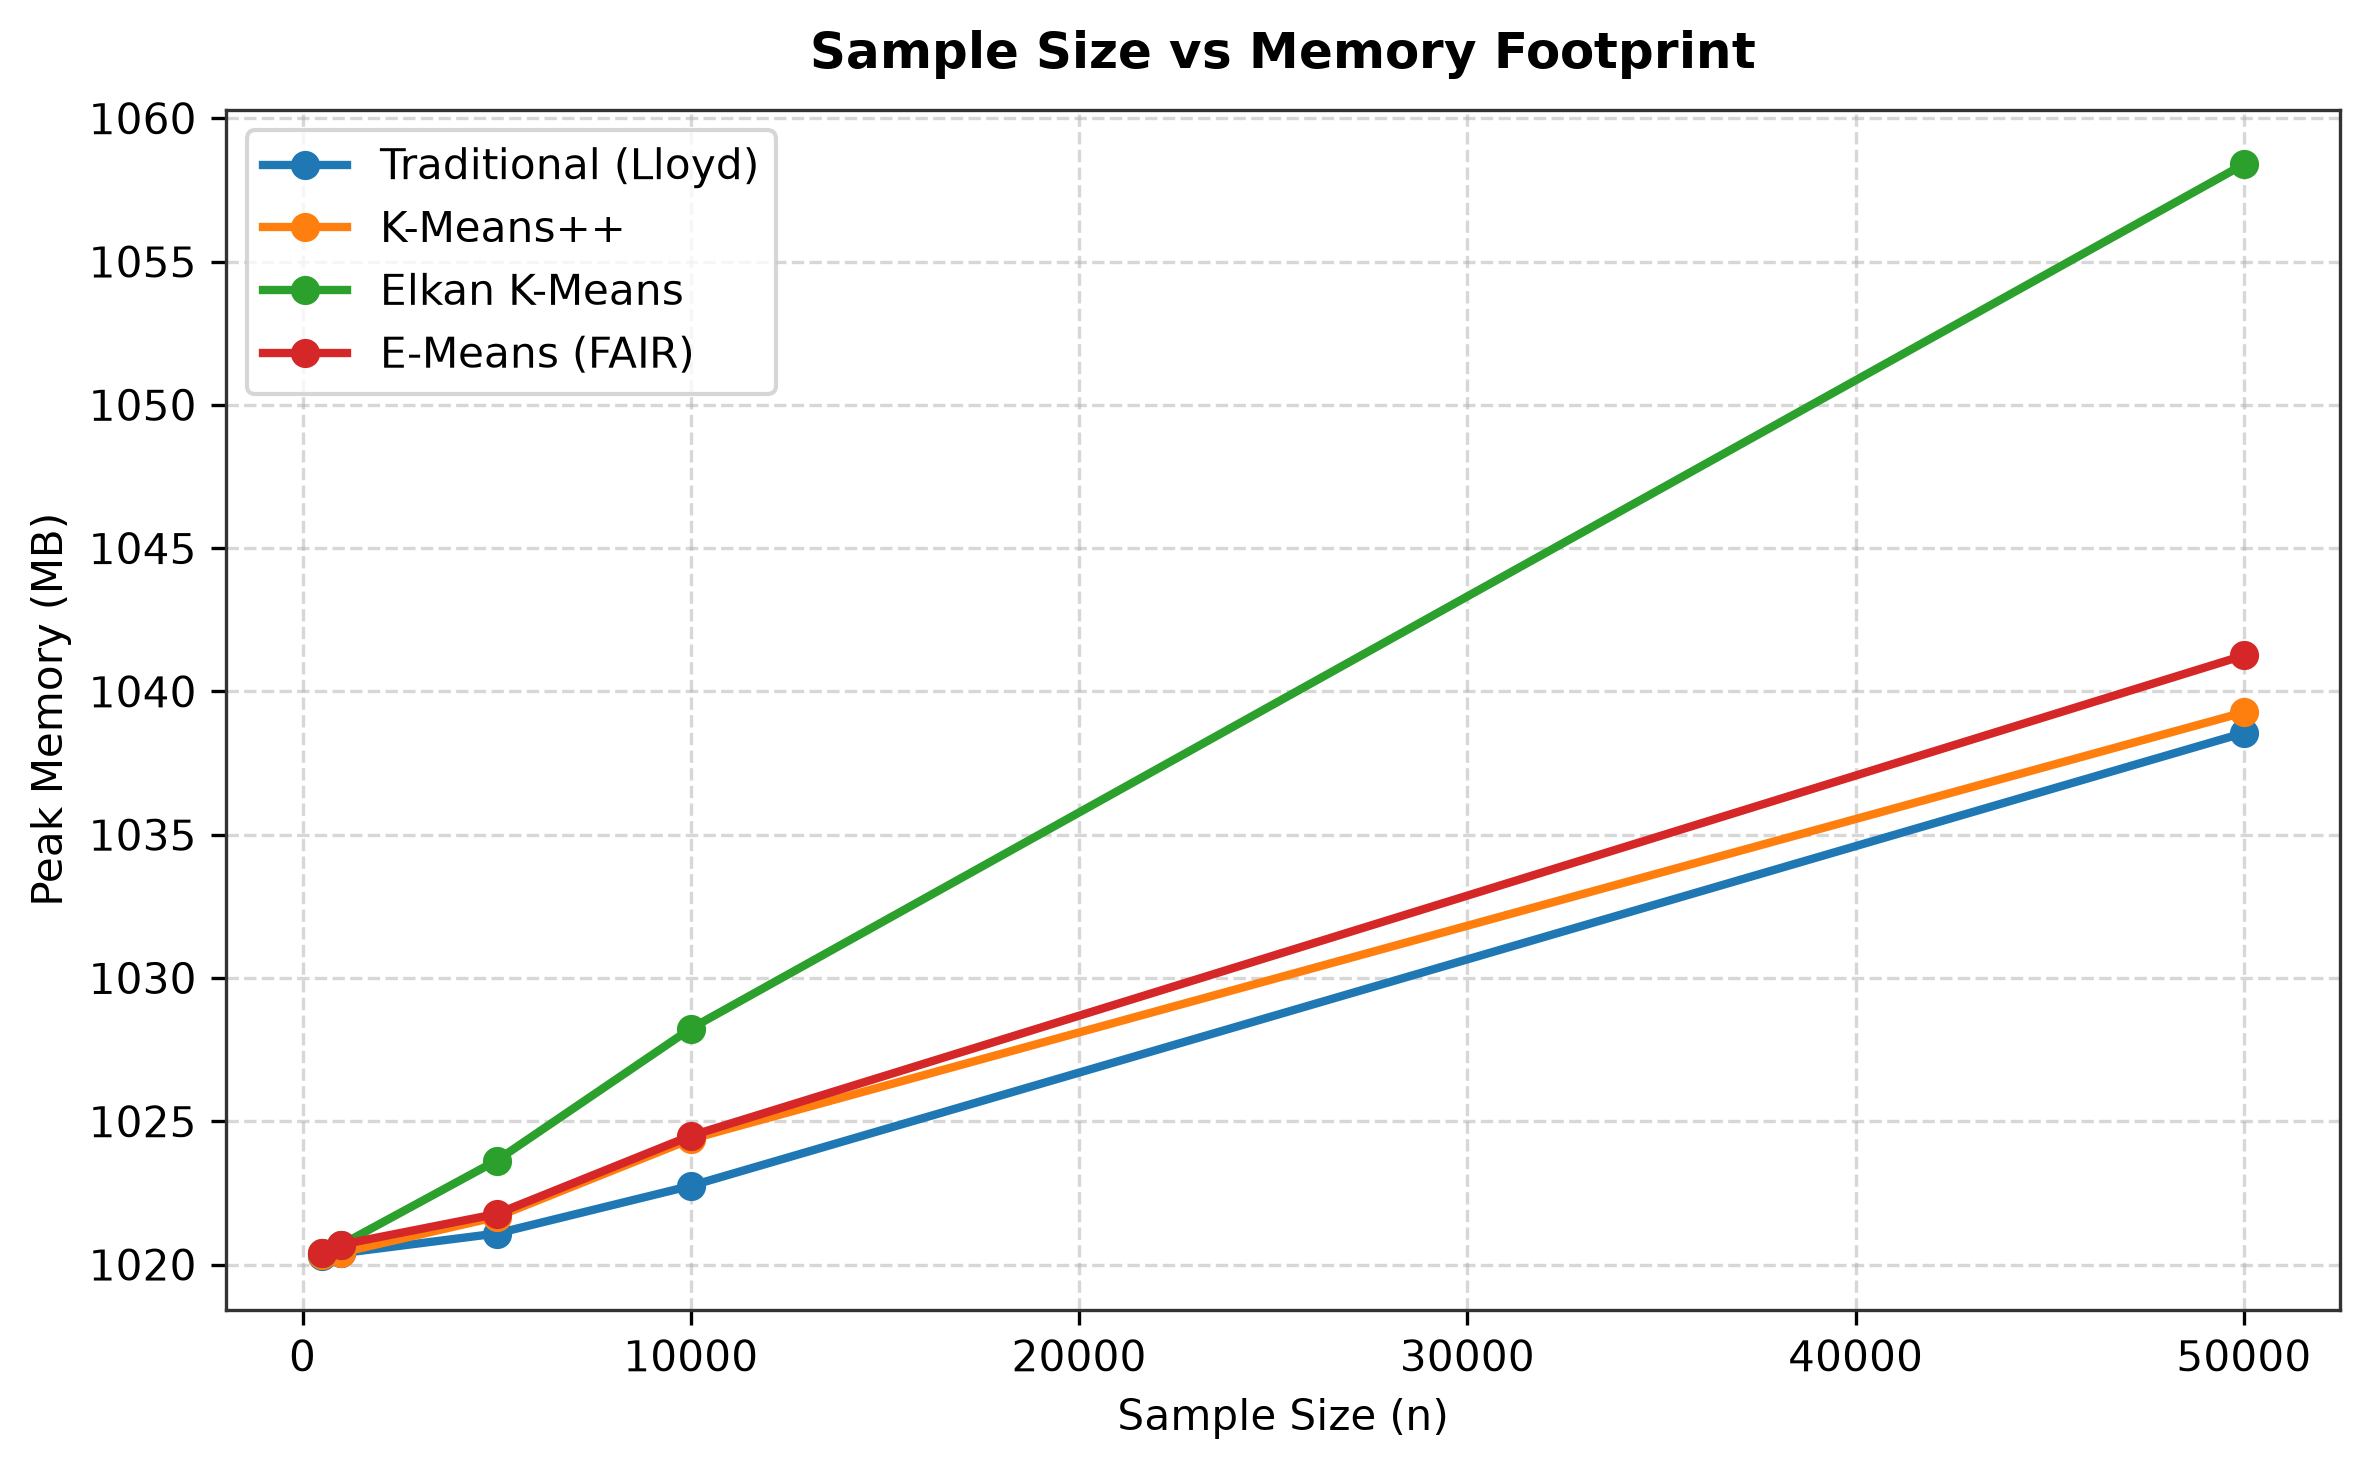 Sample Size vs Memory Footprint
Traditional (Lloyd)
K-Means++
Elkan K-Means
E-Means (FAIR)
Peak Memory (MB)
1060
1055
1050
1045
1040
1035
1030
1025
1020
0 10000 20000 30000 40000 50000
Sample Size (n)